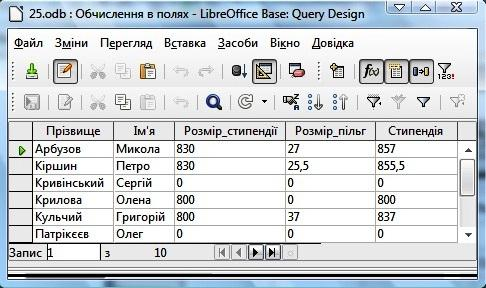 25.odb : Обчислення в полях - LibreOffice Base: Query Design
Файл Зміни Перегляд Вставка Засоби Вікно Довідка
f(x) 123!
Прізвище Ім'я Розмір_стипендії Розмір_пільг Стипендія
Арбузов Микола 830 27 857
Кіршин Петро 830 25,5 855,5
Кривінський Сергій 0 0 0
Крилова Олена 800 0 800
Кульчий Григорій 800 37 837
Патрікєєв Олег 0 0 0
Запис 1 з 10